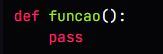 def funcao():
    pass